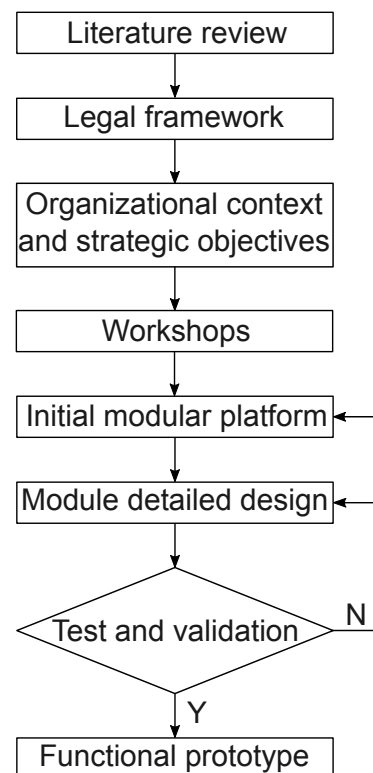 Literature review
Legal framework
Organizational context
and strategic objectives
Workshops
Initial modular platform
Module detailed design
Test and validation
N
Y
Functional prototype